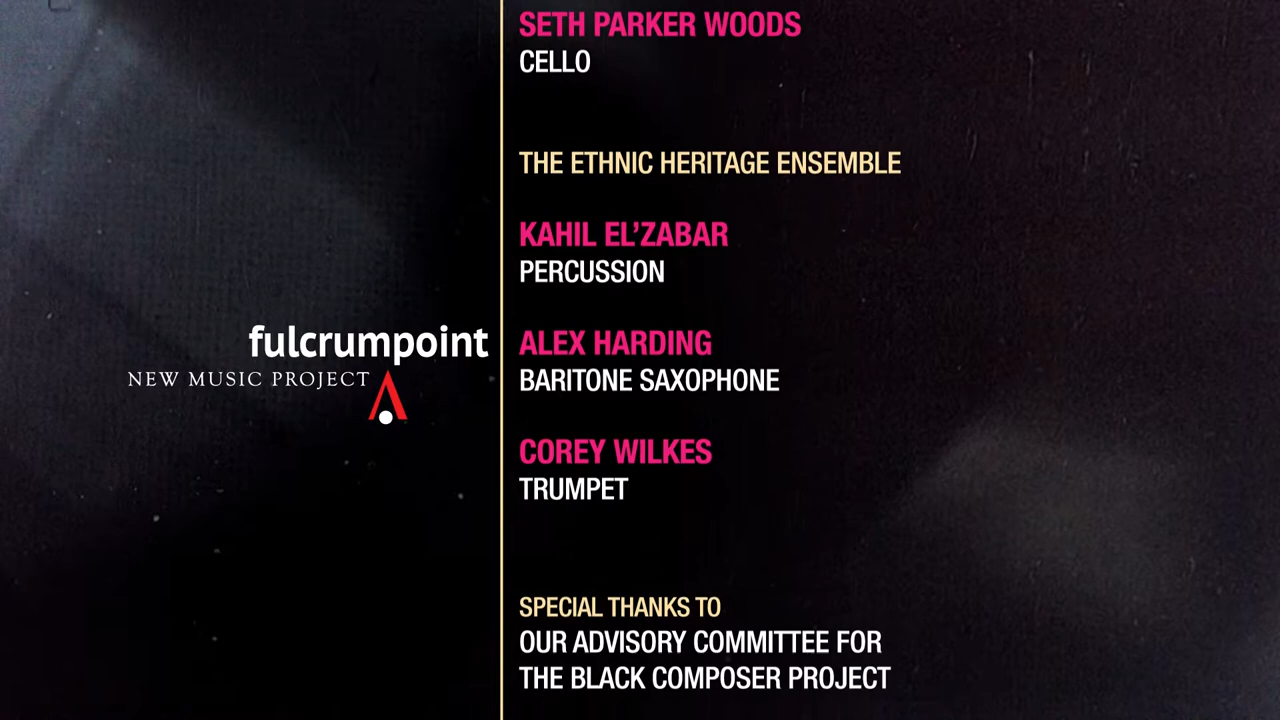 fulcrumpoint
NEW MUSIC PROJECT
SETH PARKER WOODS
CELLO
THE ETHNIC HERITAGE ENSEMBLE
KAHIL EL’ZABAR
PERCUSSION
ALEX HARDING
BARITONE SAXOPHONE
COREY WILKES
TRUMPET
SPECIAL THANKS TO
OUR ADVISORY COMMITTEE FOR
THE BLACK COMPOSER PROJECT